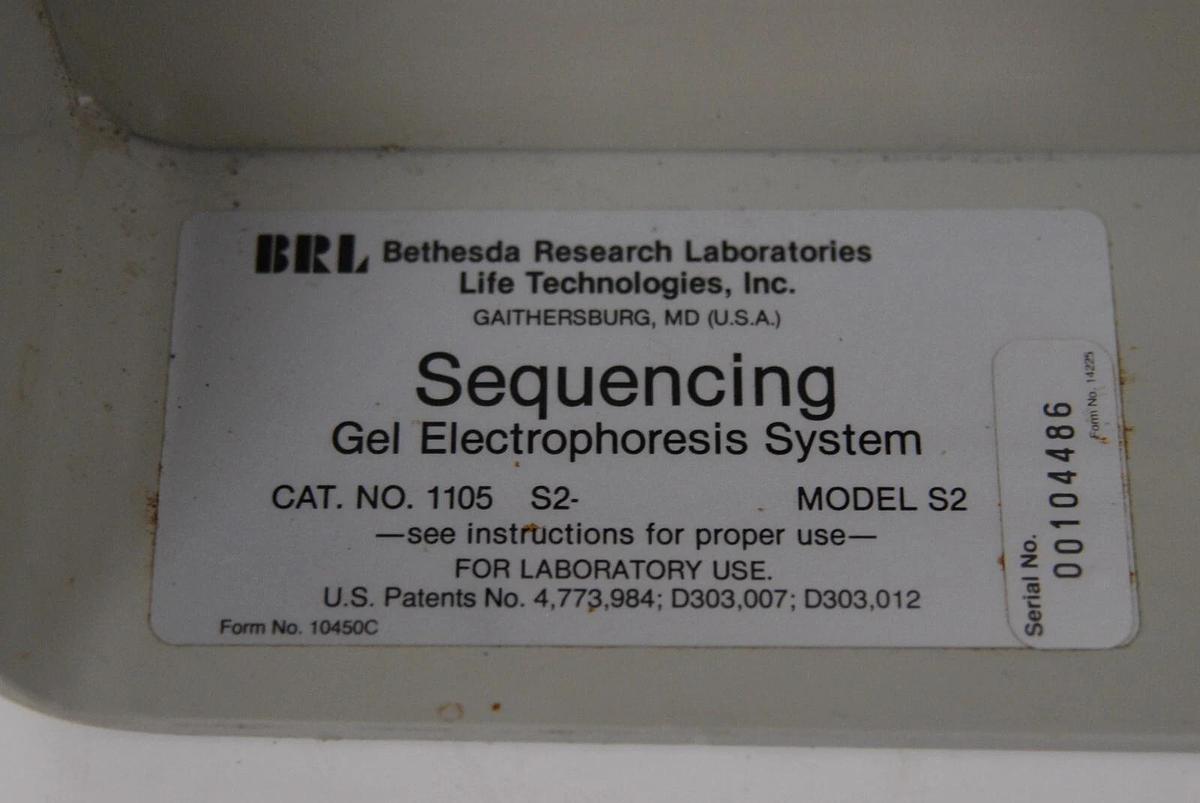 BRL Bethesda Research Laboratories
Life Technologies, Inc.
GAITHERSBURG, MD (U.S.A.)
Sequencing
Gel Electrophoresis System
CAT. NO. 1105 S2- MODEL S2
—see instructions for proper use—
FOR LABORATORY USE.
U.S. Patents No. 4,773,984; D303,007; D303,012
Form No. 10450C
Serial No.
00104486
Form No. 14225